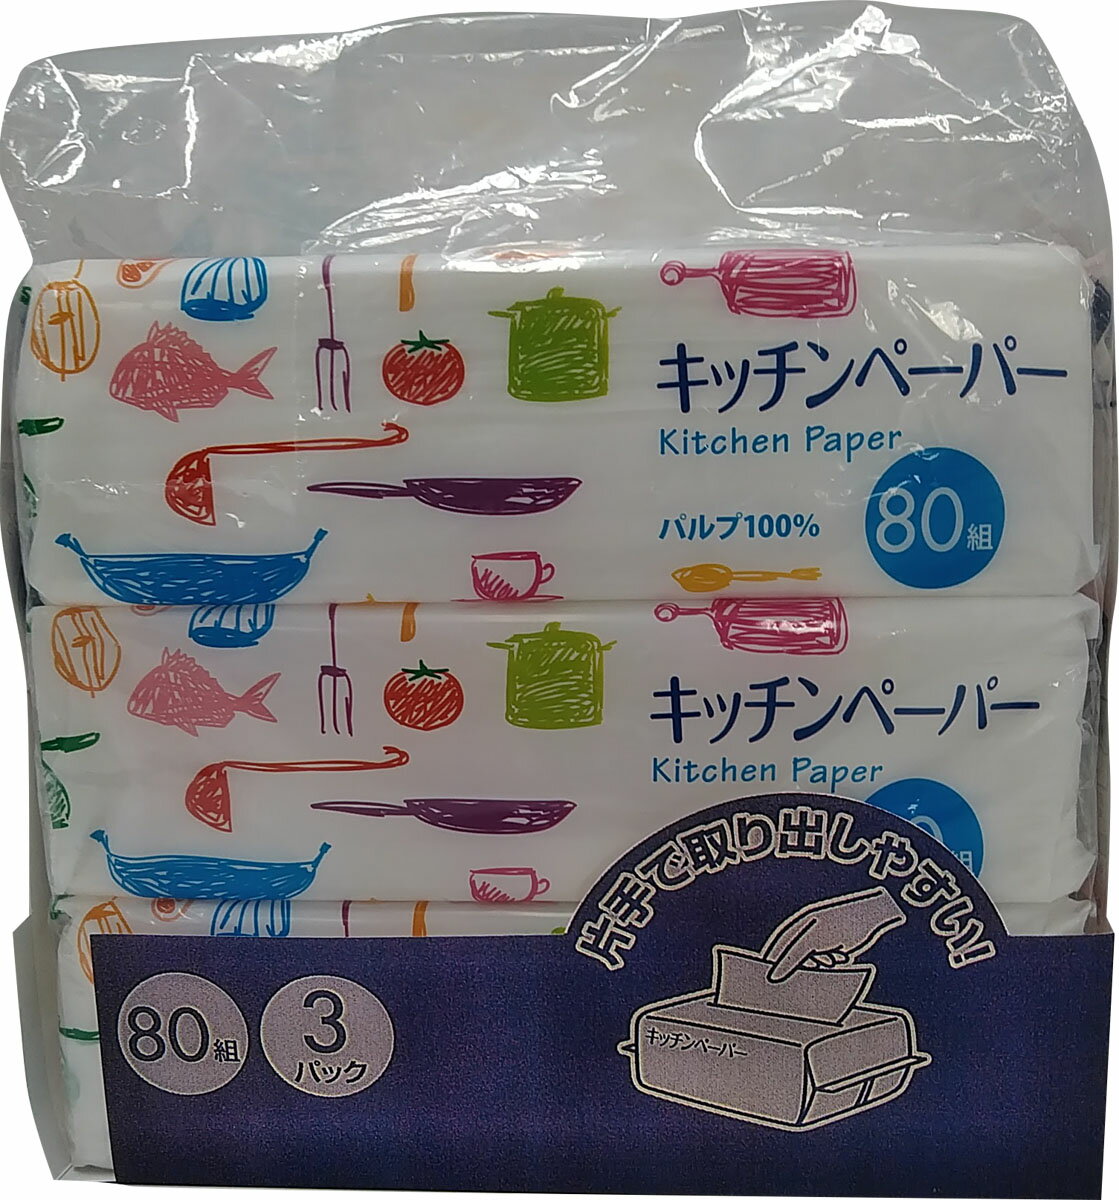 キッチンペーパー
Kitchen Paper
パルプ100%
80組
キッチンペーパー
Kitchen Paper
組
片手で取り出しやすい!
キッチンペーパー
80組
3
パック